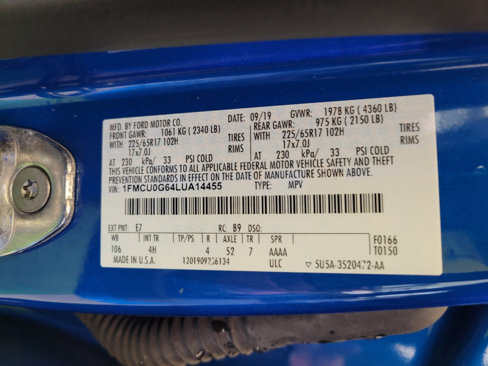 MFD. BY FORD MOTOR CO. DATE: 09/19 GVWR: 1978 KG ( 4360 LB)
FRONT GAWR: 1061 KG ( 2340 LB) REAR GAWR: 975 KG ( 2150 LB)
WITH 225/65R17 102H TIRES WITH 225/65R17 102H TIRES
17x7.0J RIMS 17x7.0J RIMS
AT 230 kPa/ 33 PSI COLD AT 230 kPa/ 33 PSI COLD
THIS VEHICLE CONFORMS TO ALL APPLICABLE FEDERAL MOTOR VEHICLE SAFETY AND THEFT
PREVENTION STANDARDS IN EFFECT ON THE DATE OF MANUFACTURE SHOWN ABOVE.
VIN: 1FMCU0G64LUA14455 TYPE: MPV
EXT PNT: E7 RC: B9 DSO:
WB INT TR TP/PS R AXLE TR SPR F0166
106 4H 4 52 7 AAAA T0150
MADE IN U.S.A. ULC ▽ 5U5A-3520472-AA